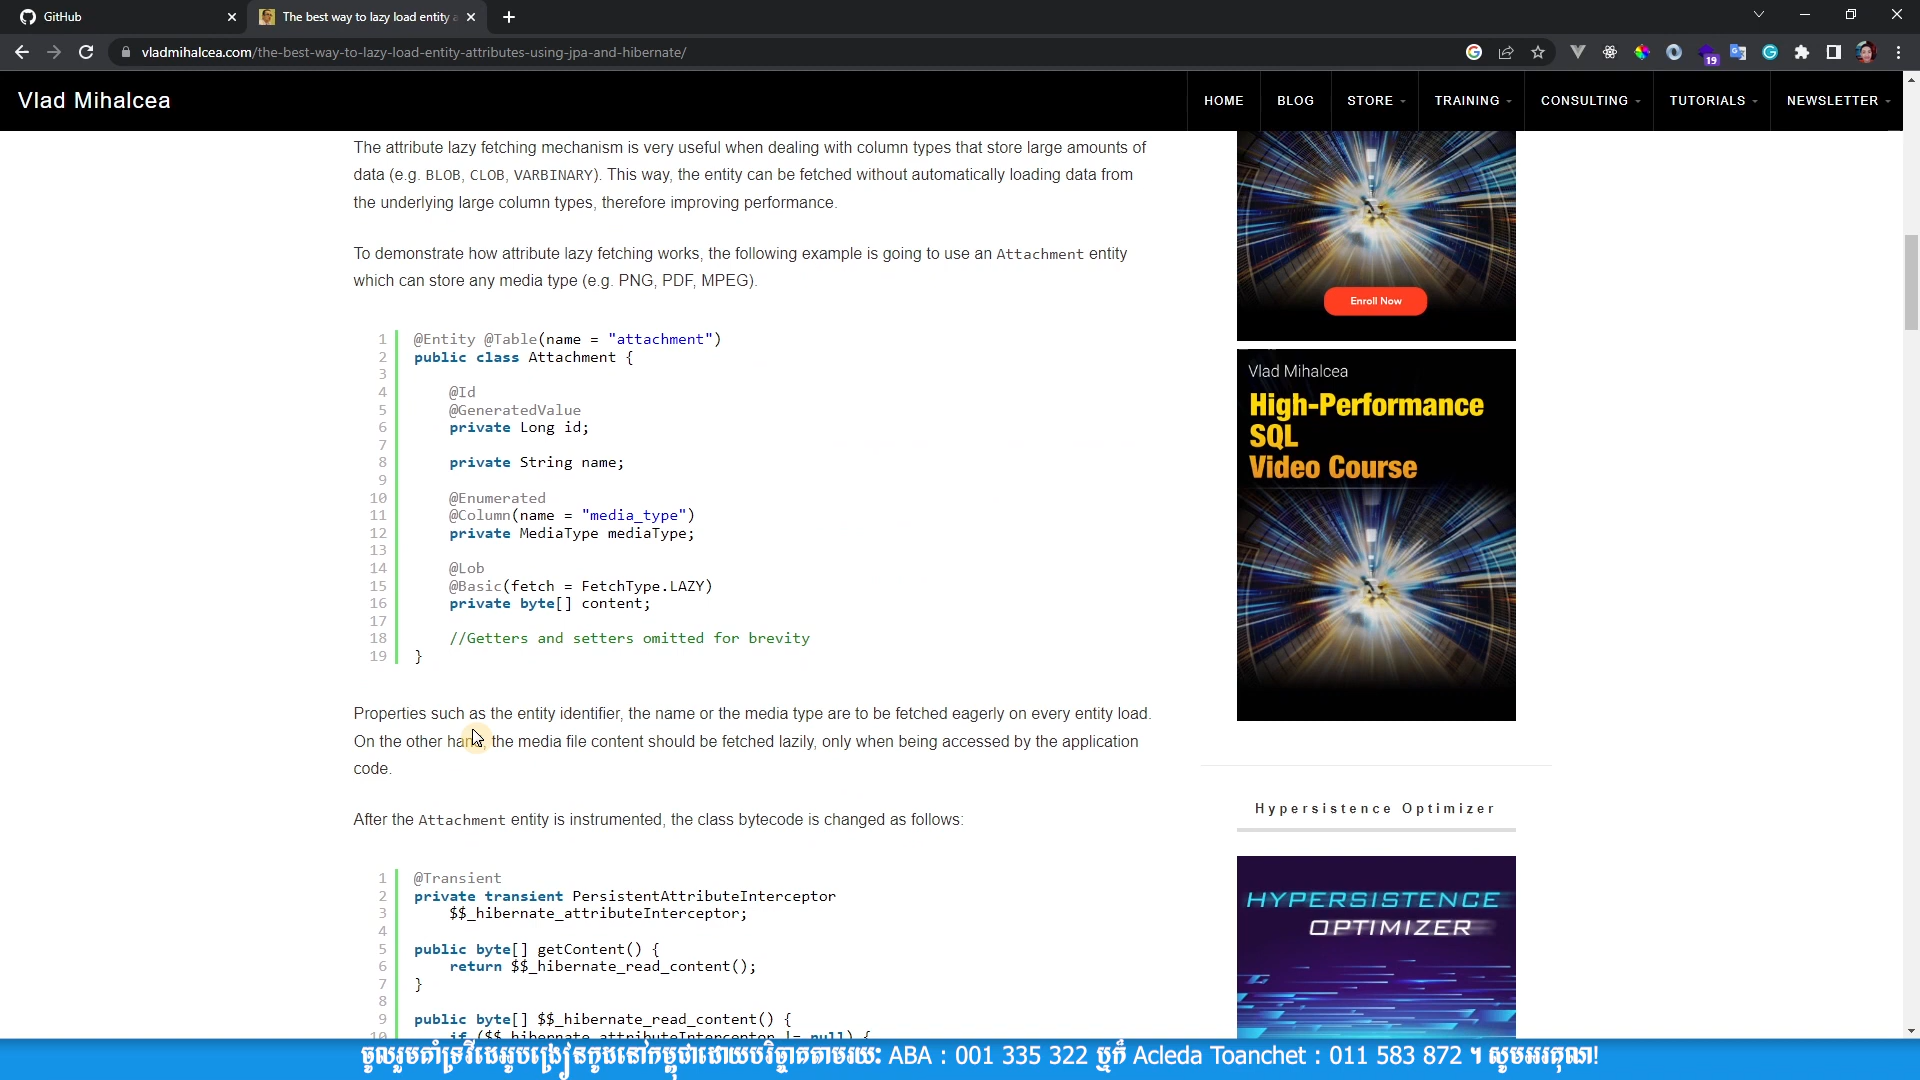 GitHub
The best way to lazy load entity a
vladmihalcea.com/the-best-way-to-lazy-load-entity-attributes-using-jpa-and-hibernate/
19
Vlad Mihalcea
HOME
BLOG
STORE
TRAINING
CONSULTING
TUTORIALS
NEWSLETTER
The attribute lazy fetching mechanism is very useful when dealing with column types that store large amounts of
data (e.g. BLOB, CLOB, VARBINARY). This way, the entity can be fetched without automatically loading data from
the underlying large column types, therefore improving performance.
To demonstrate how attribute lazy fetching works, the following example is going to use an Attachment entity
which can store any media type (e.g. PNG, PDF, MPEG).
1 @Entity @Table(name = "attachment")
2 public class Attachment {
3
4 @Id
5 @GeneratedValue
6 private Long id;
7
8 private String name;
9
10 @Enumerated
11 @Column(name = "media_type")
12 private MediaType mediaType;
13
14 @Lob
15 @Basic(fetch = FetchType.LAZY)
16 private byte[] content;
17
18 //Getters and setters omitted for brevity
19 }
Properties such as the entity identifier, the name or the media type are to be fetched eagerly on every entity load.
On the other hand, the media file content should be fetched lazily, only when being accessed by the application
code.
After the Attachment entity is instrumented, the class bytecode is changed as follows:
1 @Transient
2 private transient PersistentAttributeInterceptor
3 $$_hibernate_attributeInterceptor;
4
5 public byte[] getContent() {
6 return $$_hibernate_read_content();
7 }
8
9 public byte[] $$_hibernate_read_content() {
10 if ($$_hibernate_attributeInterceptor != null) {
Enroll Now
Vlad Mihalcea
High-Performance
SQL
Video Course
Hypersistence Optimizer
HYPERSISTENCE
OPTIMIZER
ចូលរួមគាំទ្រវីដេអូបង្រៀនកូដនៅកម្ពុជាដោយបរិច្ចាគតាមរយៈ ABA : 001 335 322 ឬក៏ Acleda Toanchet : 011 583 872 ។ សូមអរគុណ!